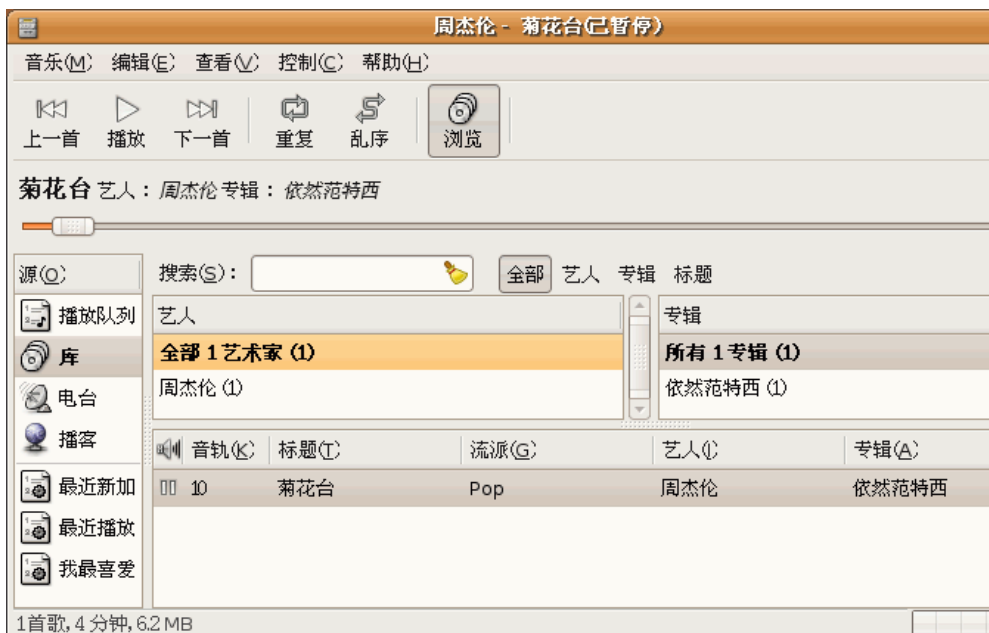 周杰伦 - 菊花台(已暂停)
音乐(M) 编辑(E) 查看(V) 控制(C) 帮助(H)
上一首 播放 下一首 重复 乱序 浏览
菊花台 艺人：周杰伦 专辑：依然范特西
源(O) 搜索(S)： 全部 艺人 专辑 标题
播放队列 艺人 专辑
库 全部 1 艺术家 (1) 所有 1 专辑 (1)
电台 周杰伦 (1) 依然范特西 (1)
播客 音轨(K) 标题(T) 流派(G) 艺人(I) 专辑(A)
最近新加 10 菊花台 Pop 周杰伦 依然范特西
最近播放
我最喜爱
1首歌, 4 分钟, 6.2 MB